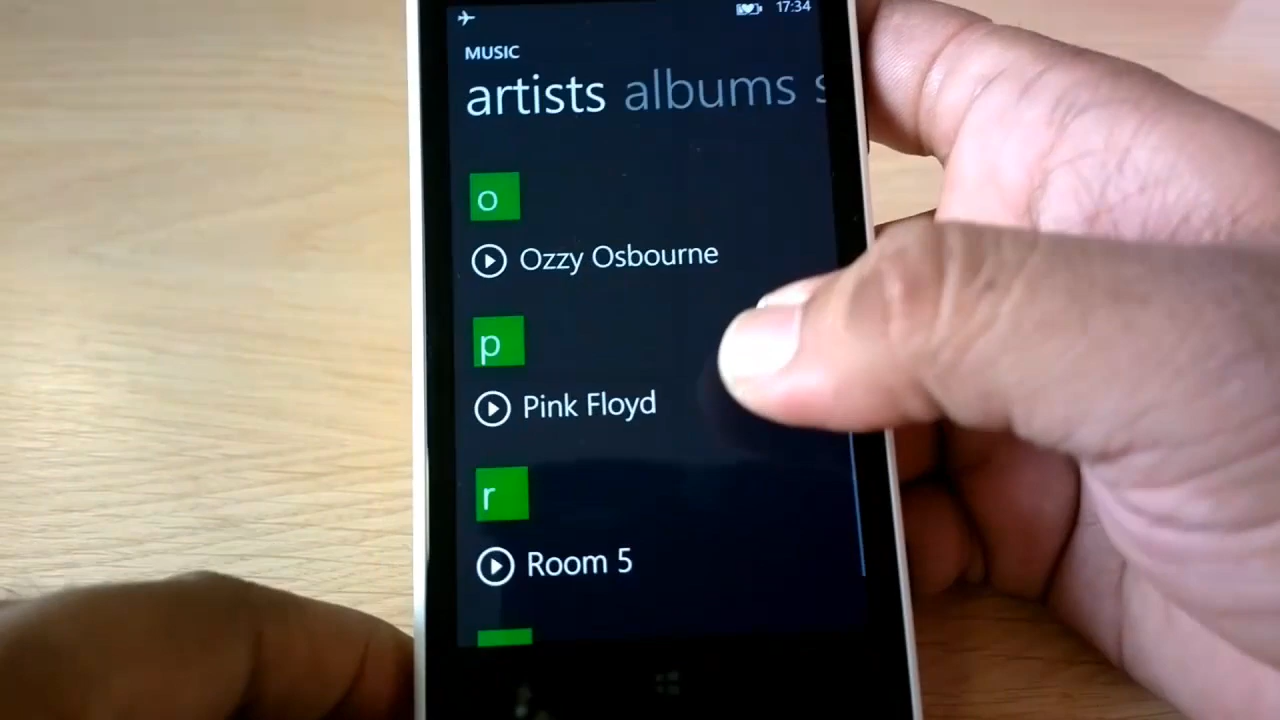 17:34
MUSIC
artists albums s
o
Ozzy Osbourne
p
Pink Floyd
r
Room 5